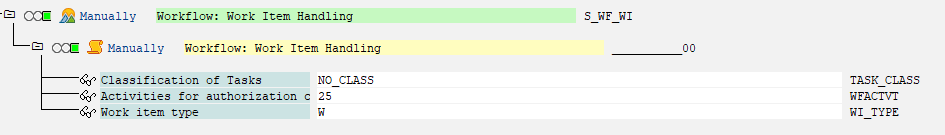 Manually Workflow: Work Item Handling S_WF_WI
Manually Workflow: Work Item Handling __________00
Classification of Tasks NO_CLASS TASK_CLASS
Activities for authorization c 25 WFACTVT
Work item type W WI_TYPE